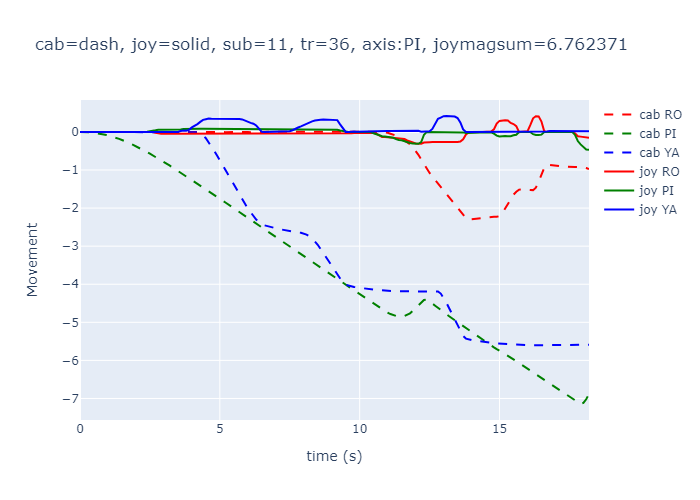 cab=dash, joy=solid, sub=11, tr=36, axis:PI, joymagsum=6.762371
cab RO
cab PI
cab YA
joy RO
joy PI
joy YA
Movement
0
−1
−2
−3
−4
−5
−6
−7
0
5
10
15
time (s)